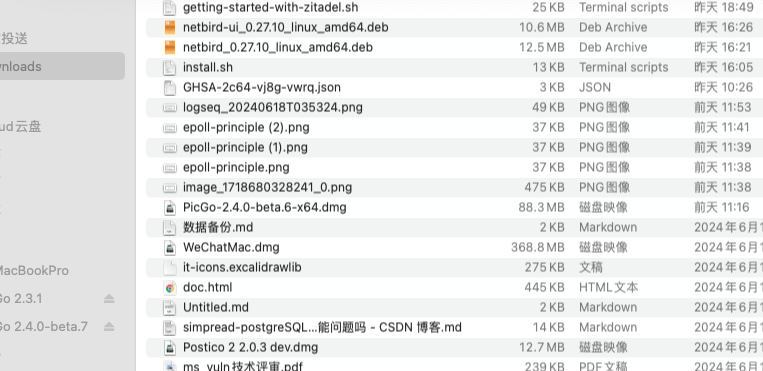 getting-started-with-zitadel.sh 25 KB Terminal scripts 昨天 18:49
投送 netbird-ui_0.27.10_linux_amd64.deb 10.6 MB Deb Archive 昨天 16:26
netbird_0.27.10_linux_amd64.deb 12.5 MB Deb Archive 昨天 16:21
wnloads install.sh 13 KB Terminal scripts 昨天 16:05
GHSA-2c64-vj8g-vwrq.json 3 KB JSON 昨天 10:26
logseq_20240618T035324.png 49 KB PNG图像 前天 11:53
ud云盘 epoll-principle (2).png 37 KB PNG图像 前天 11:41
epoll-principle (1).png 37 KB PNG图像 前天 11:39
epoll-principle.png 37 KB PNG图像 前天 11:38
image_1718680328241_0.png 475 KB PNG图像 前天 11:38
PicGo-2.4.0-beta.6-x64.dmg 88.3 MB 磁盘映像 前天 11:16
数据备份.md 2 KB Markdown 2024年6月1
WeChatMac.dmg 368.8 MB 磁盘映像 2024年6月1
MacBookPro it-icons.excalidrawlib 275 KB 文稿 2024年6月1
doc.html 445 KB HTML文本 2024年6月1
Go 2.3.1 Untitled.md 2 KB Markdown 2024年6月1
Go 2.4.0-beta.7 simpread-postgreSQL...能问题吗 - CSDN 博客.md 14 KB Markdown 2024年6月1
Postico 2 2.0.3 dev.dmg 12.7 MB 磁盘映像 2024年6月1
ms_vuln技术评审.pdf 239 KB PDF文稿 2024年6月1